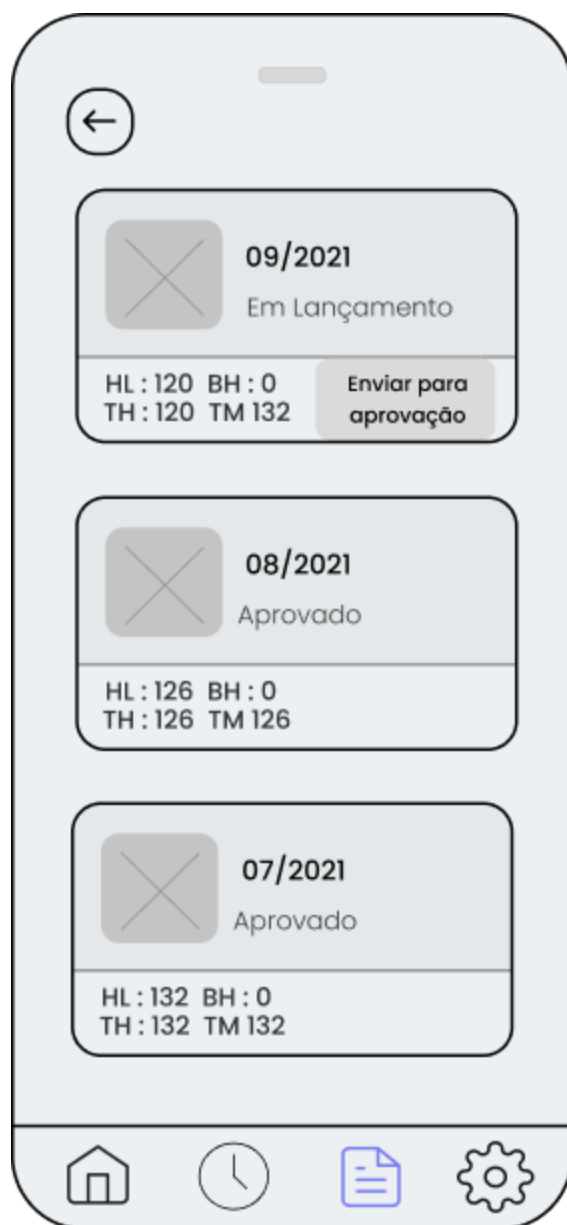 09/2021
Em Lançamento
HL : 120 BH : 0
TH : 120 TM 132
Enviar para
aprovação
08/2021
Aprovado
HL : 126 BH : 0
TH : 126 TM 126
07/2021
Aprovado
HL : 132 BH : 0
TH : 132 TM 132